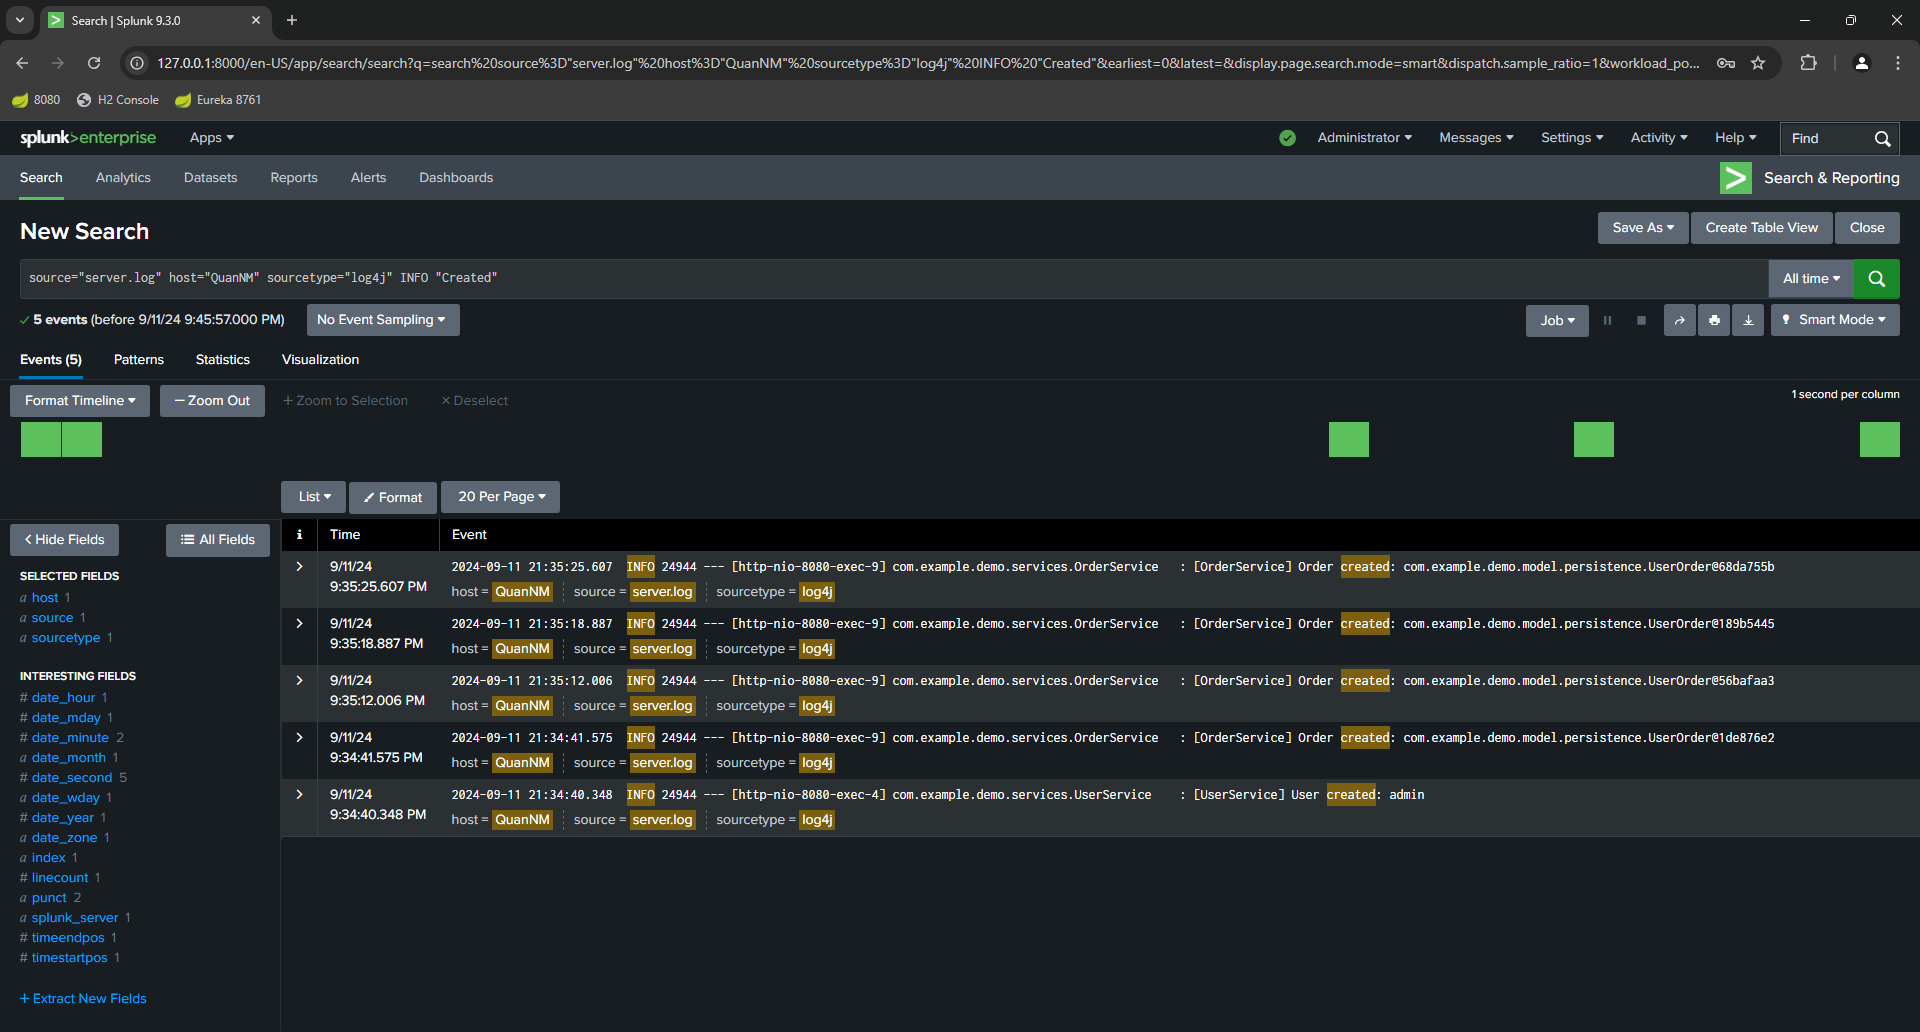 Search | Splunk 9.3.0
127.0.0.1:8000/en-US/app/search/search?q=search%20source%3D"server.log"%20host%3D"QuanNM"%20sourcetype%3D"log4j"%20INFO%20"Created"&earliest=0&latest=&display.page.search.mode=smart&dispatch.sample_ratio=1&workload_po...
8080 H2 Console Eureka 8761
splunk>enterprise Apps Administrator Messages Settings Activity Help Find
Search Analytics Datasets Reports Alerts Dashboards Search & Reporting
New Search Save As Create Table View Close
source="server.log" host="QuanNM" sourcetype="log4j" INFO "Created" All time
5 events (before 9/11/24 9:45:57.000 PM) No Event Sampling Job Smart Mode
Events (5) Patterns Statistics Visualization
Format Timeline — Zoom Out + Zoom to Selection × Deselect 1 second per column
List Format 20 Per Page
< Hide Fields All Fields
i Time Event
SELECTED FIELDS
a host 1
a source 1
a sourcetype 1
INTERESTING FIELDS
# date_hour 1
# date_mday 1
# date_minute 2
a date_month 1
# date_second 5
a date_wday 1
# date_year 1
a date_zone 1
a index 1
# linecount 1
a punct 2
a splunk_server 1
# timeendpos 1
# timestartpos 1
+ Extract New Fields
> 9/11/24 2024-09-11 21:35:25.607 INFO 24944 --- [http-nio-8080-exec-9] com.example.demo.services.OrderService : [OrderService] Order created: com.example.demo.model.persistence.UserOrder@68da755b
9:35:25.607 PM host = QuanNM source = server.log sourcetype = log4j
> 9/11/24 2024-09-11 21:35:18.887 INFO 24944 --- [http-nio-8080-exec-9] com.example.demo.services.OrderService : [OrderService] Order created: com.example.demo.model.persistence.UserOrder@189b5445
9:35:18.887 PM host = QuanNM source = server.log sourcetype = log4j
> 9/11/24 2024-09-11 21:35:12.006 INFO 24944 --- [http-nio-8080-exec-9] com.example.demo.services.OrderService : [OrderService] Order created: com.example.demo.model.persistence.UserOrder@56bafaa3
9:35:12.006 PM host = QuanNM source = server.log sourcetype = log4j
> 9/11/24 2024-09-11 21:34:41.575 INFO 24944 --- [http-nio-8080-exec-9] com.example.demo.services.OrderService : [OrderService] Order created: com.example.demo.model.persistence.UserOrder@1de876e2
9:34:41.575 PM host = QuanNM source = server.log sourcetype = log4j
> 9/11/24 2024-09-11 21:34:40.348 INFO 24944 --- [http-nio-8080-exec-4] com.example.demo.services.UserService : [UserService] User created: admin
9:34:40.348 PM host = QuanNM source = server.log sourcetype = log4j